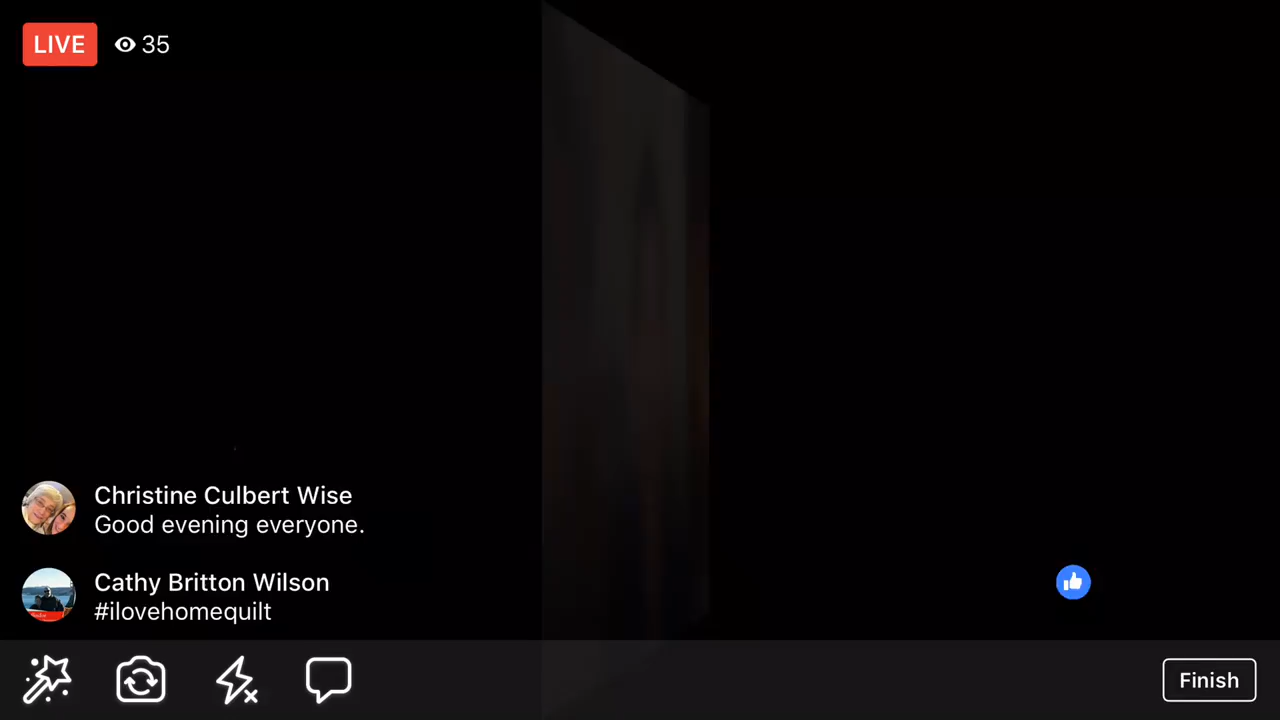 LIVE 35
Christine Culbert Wise
Good evening everyone.
Cathy Britton Wilson
#ilovehomequilt
Finish